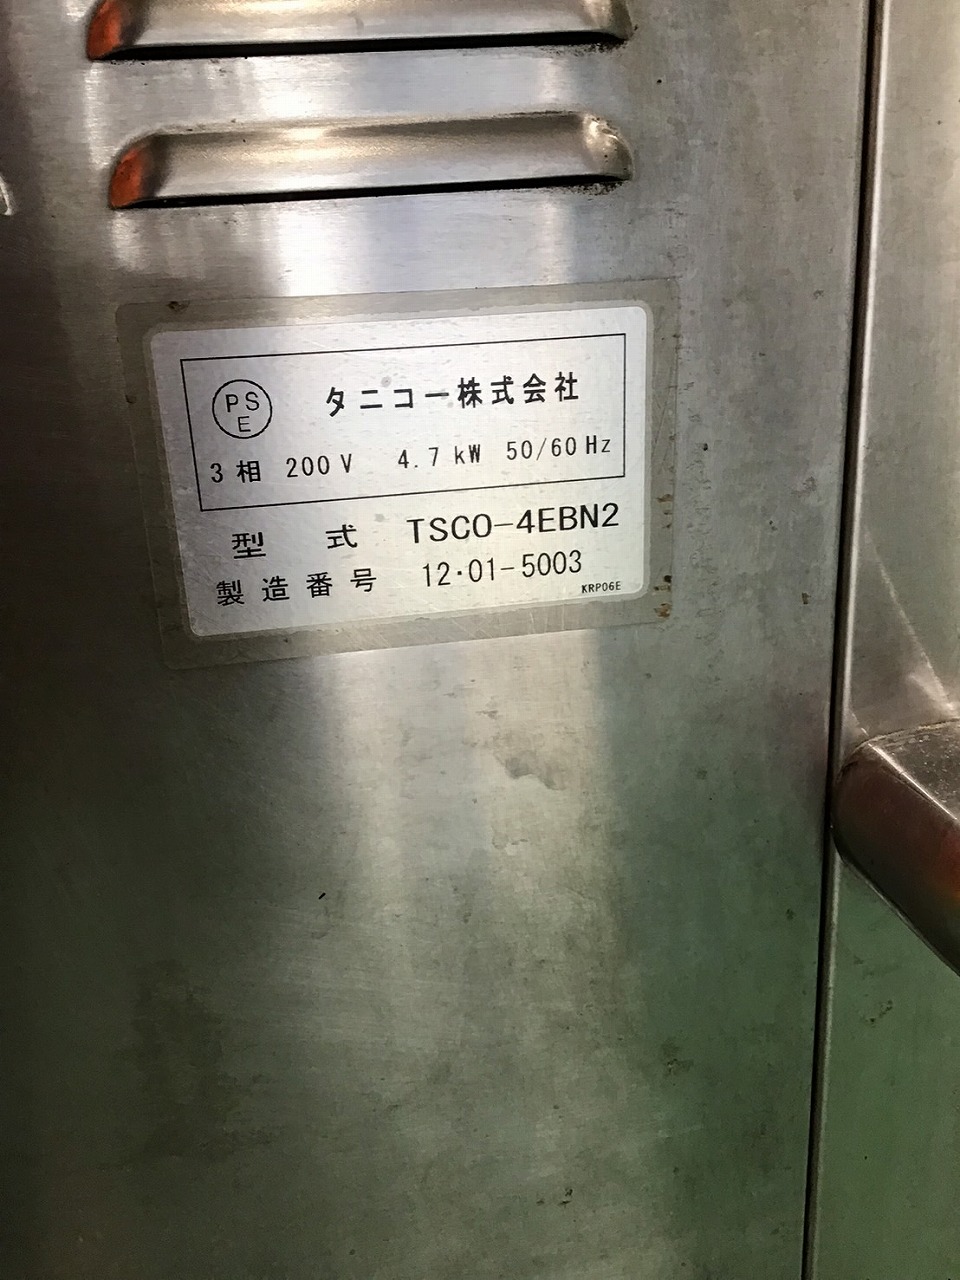 PS
E
タニコー株式会社
3相 200V 4.7kW 50/60Hz
型式 TSCO-4EBN2
製造番号 12・01-5003
KRP06E